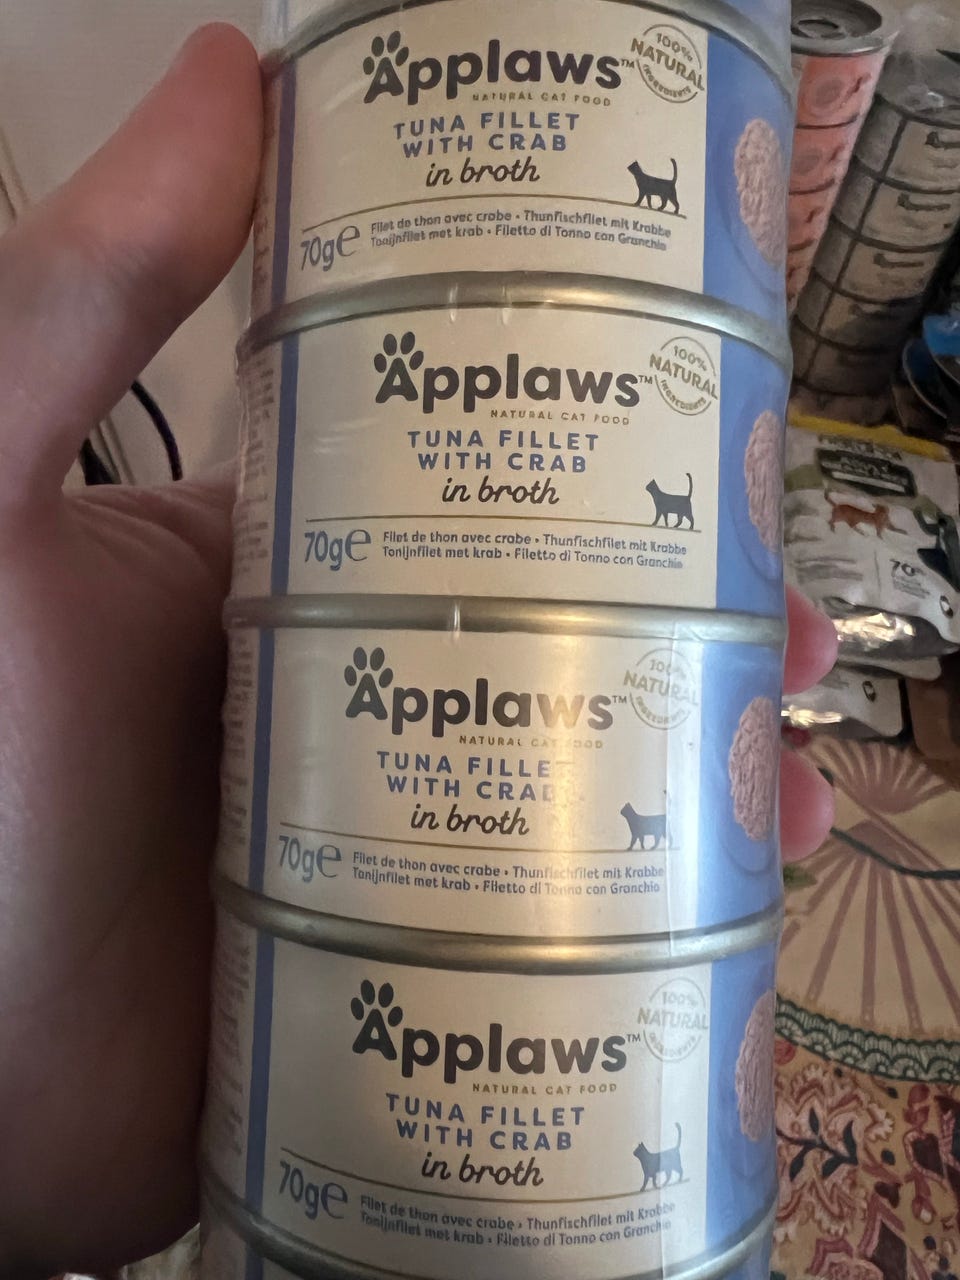 Applaws™
100%
NATURAL
INGREDIENTS
NATURAL CAT FOOD
TUNA FILLET
WITH CRAB
in broth
70g℮
Filet de thon avec crabe • Thunfischfilet mit Krabbe
Tonijnfilet met krab • Filetto di Tonno con Granchio
Applaws™
100%
NATURAL
INGREDIENTS
NATURAL CAT FOOD
TUNA FILLET
WITH CRAB
in broth
70g℮
Filet de thon avec crabe • Thunfischfilet mit Krabbe
Tonijnfilet met krab • Filetto di Tonno con Granchio
Applaws™
100%
NATURAL
INGREDIENTS
NATURAL CAT FOOD
TUNA FILLE
WITH CRAB
in broth
70g℮
Filet de thon avec crabe • Thunfischfilet mit Krabbe
Tonijnfilet met krab • Filetto di Tonno con Granchio
Applaws™
100%
NATURAL
INGREDIENTS
NATURAL CAT FOOD
TUNA FILLET
WITH CRAB
in broth
70g℮
Filet de thon avec crabe • Thunfischfilet mit Krabbe
Tonijnfilet met krab • Filetto di Tonno con Granchio
70%